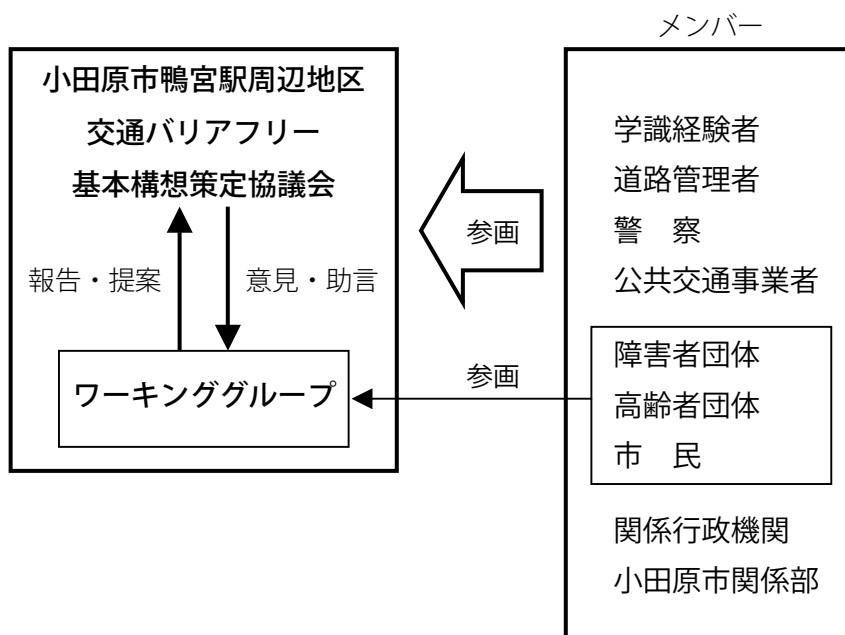 メンバー
小田原市鴨宮駅周辺地区
交通バリアフリー
基本構想策定協議会
報告・提案
意見・助言
ワーキンググループ
参画
参画
学識経験者
道路管理者
警　察
公共交通事業者
障害者団体
高齢者団体
市　民
関係行政機関
小田原市関係部